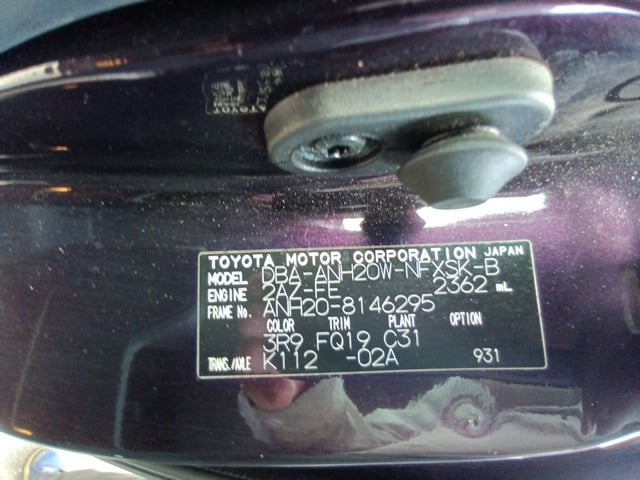 TOYOTA MOTOR CORPORATION JAPAN
MODEL DBA-ANH20W-NFXSK-B
ENGINE 2AZ-FE 2362 mL
FRAME No. ANH20-8146295
COLOR TRIM PLANT OPTION
3R9 FQ19 C31
TRANS./AXLE K112 -02A 931